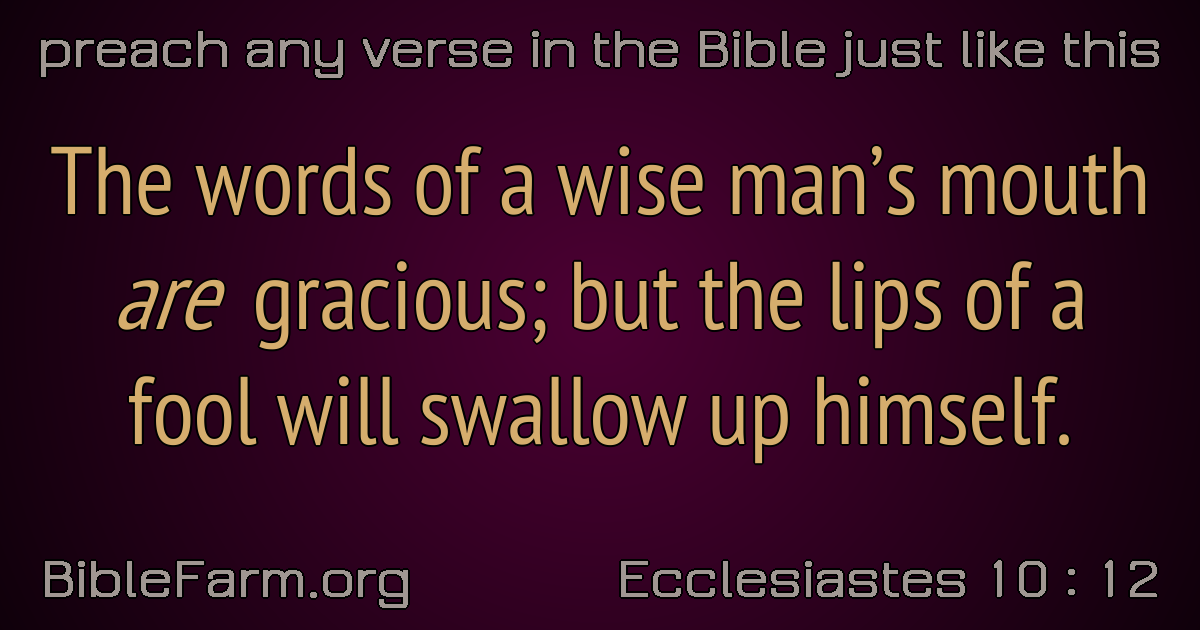 preach any verse in the Bible just like this
The words of a wise man’s mouth
are gracious; but the lips of a
fool will swallow up himself.
BibleFarm.org
Ecclesiastes 10 : 12